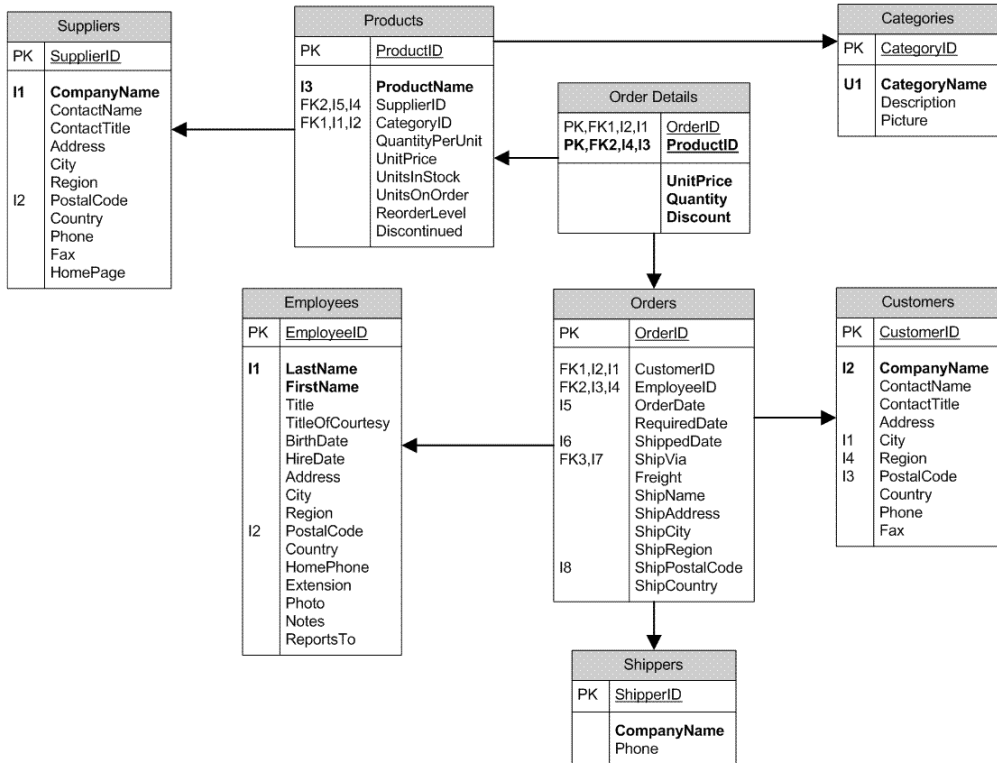 Suppliers
PK SupplierID
I1 CompanyName
ContactName
ContactTitle
Address
City
Region
I2 PostalCode
Country
Phone
Fax
HomePage
Products
PK ProductID
I3 ProductName
FK2,I5,I4 SupplierID
FK1,I1,I2 CategoryID
QuantityPerUnit
UnitPrice
UnitsInStock
UnitsOnOrder
ReorderLevel
Discontinued
Order Details
PK,FK1,I2,I1 OrderID
PK,FK2,I4,I3 ProductID
UnitPrice
Quantity
Discount
Categories
PK CategoryID
U1 CategoryName
Description
Picture
Employees
PK EmployeeID
I1 LastName
FirstName
Title
TitleOfCourtesy
BirthDate
HireDate
Address
City
Region
I2 PostalCode
Country
HomePhone
Extension
Photo
Notes
ReportsTo
Orders
PK OrderID
FK1,I2,I1 CustomerID
FK2,I3,I4 EmployeeID
I5 OrderDate
RequiredDate
I6 ShippedDate
FK3,I7 ShipVia
Freight
ShipName
ShipAddress
ShipCity
ShipRegion
I8 ShipPostalCode
ShipCountry
Customers
PK CustomerID
I2 CompanyName
ContactName
ContactTitle
Address
I1 City
I4 Region
I3 PostalCode
Country
Phone
Fax
Shippers
PK ShipperID
CompanyName
Phone